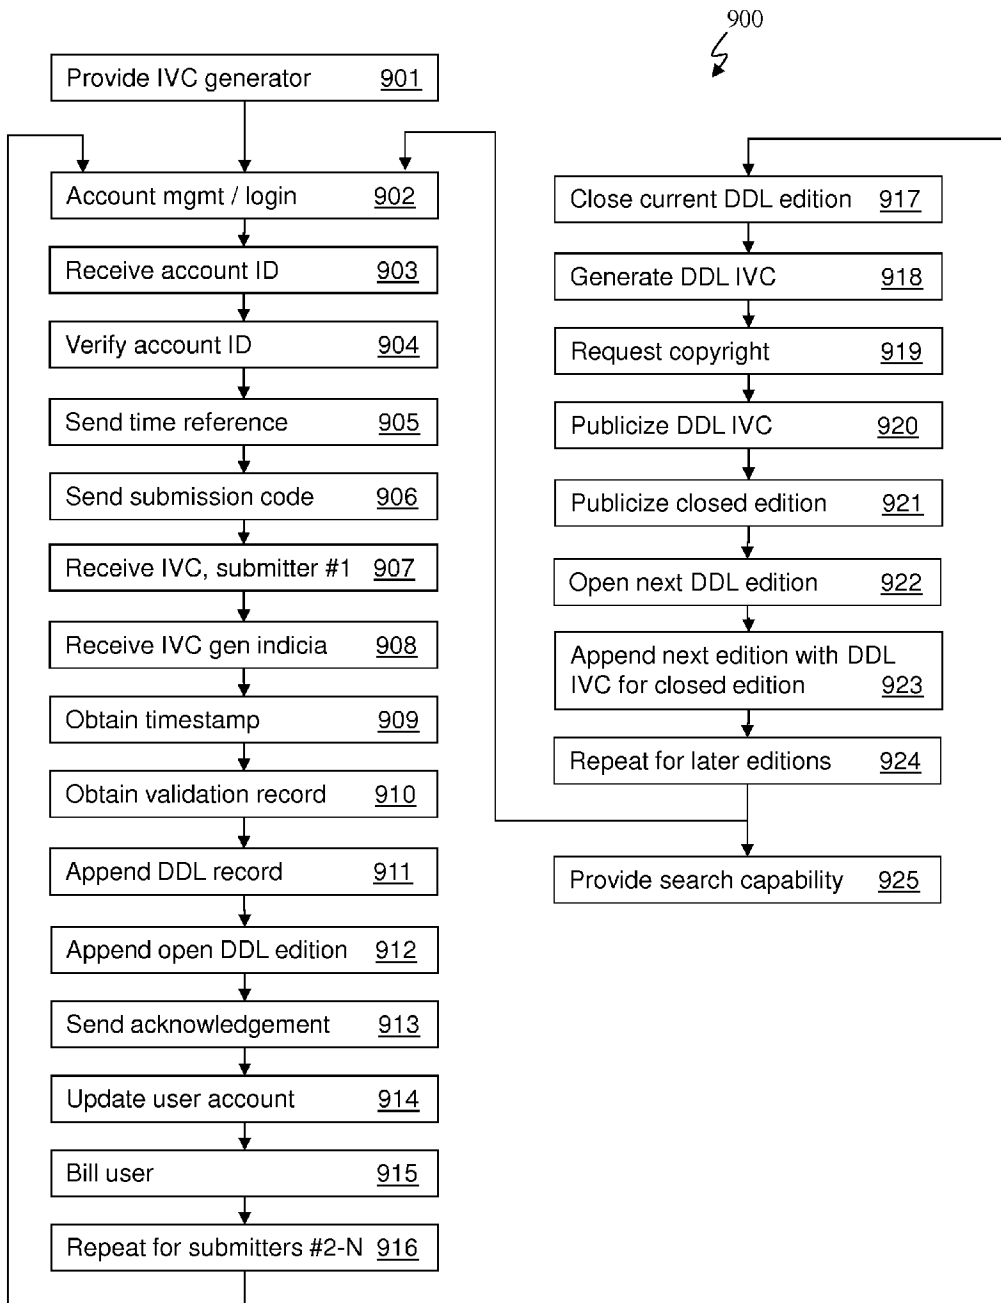 900
Provide IVC generator 901
Account mgmt / login 902
Receive account ID 903
Verify account ID 904
Send time reference 905
Send submission code 906
Receive IVC, submitter #1 907
Receive IVC gen indicia 908
Obtain timestamp 909
Obtain validation record 910
Append DDL record 911
Append open DDL edition 912
Send acknowledgement 913
Update user account 914
Bill user 915
Repeat for submitters #2-N 916
Close current DDL edition 917
Generate DDL IVC 918
Request copyright 919
Publicize DDL IVC 920
Publicize closed edition 921
Open next DDL edition 922
Append next edition with DDL
IVC for closed edition 923
Repeat for later editions 924
Provide search capability 925